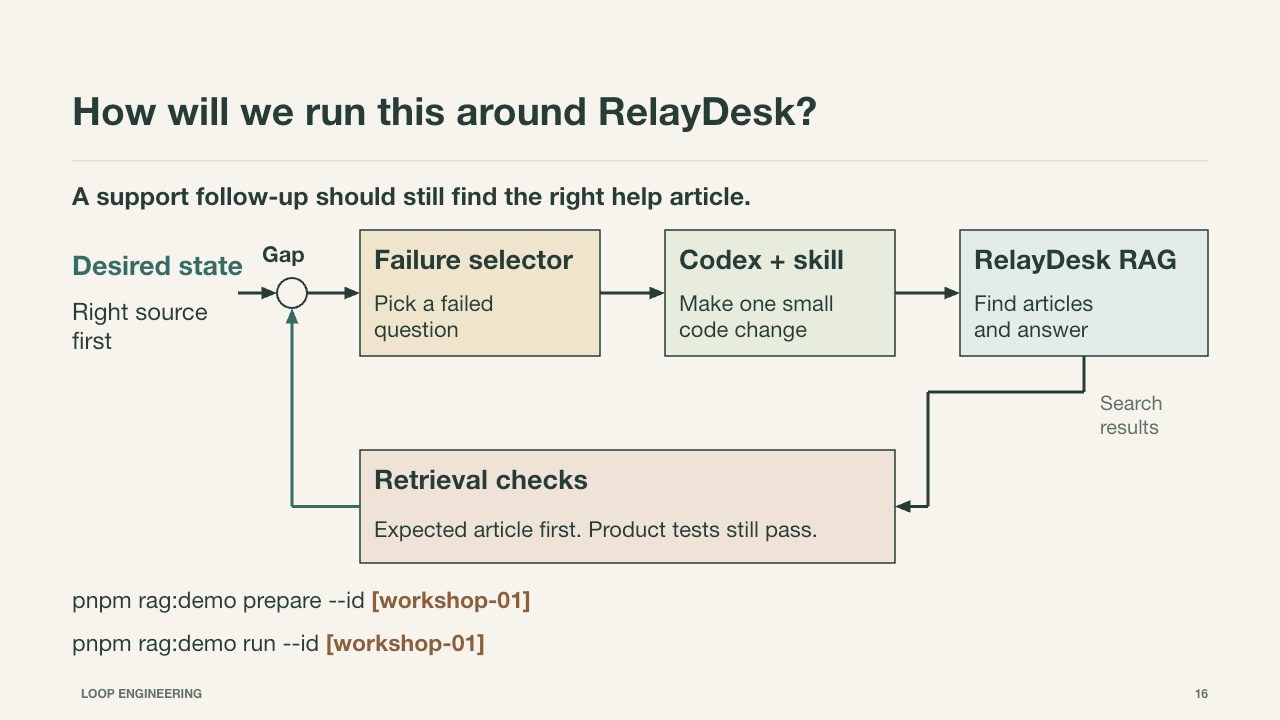 How will we run this around RelayDesk?
A support follow-up should still find the right help article.
Desired state
Right source
first
Gap
Failure selector
Pick a failed
question
Codex + skill
Make one small
code change
RelayDesk RAG
Find articles
and answer
Search
results
Retrieval checks
Expected article first. Product tests still pass.
pnpm rag:demo prepare --id [workshop-01]
pnpm rag:demo run --id [workshop-01]
LOOP ENGINEERING
16